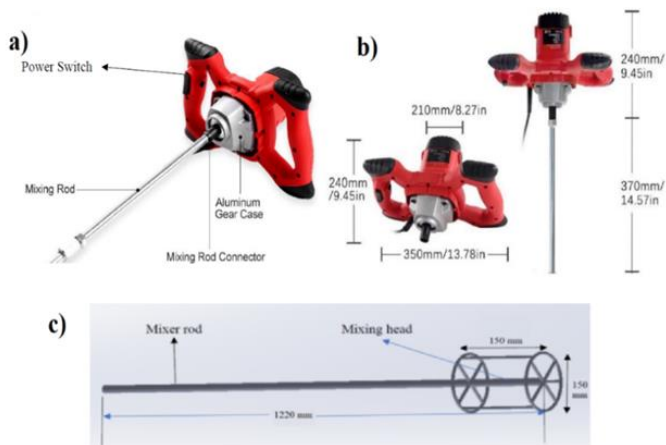 a)
Power Switch
Mixing Rod
Aluminum
Gear Case
Mixing Rod Connector
b)
210mm/8.27in
240mm
/9.45in
350mm/13.78in
240mm/
9.45in
370mm/
14.57in
c)
Mixer rod
Mixing head
150 mm
150
mm
1220 mm